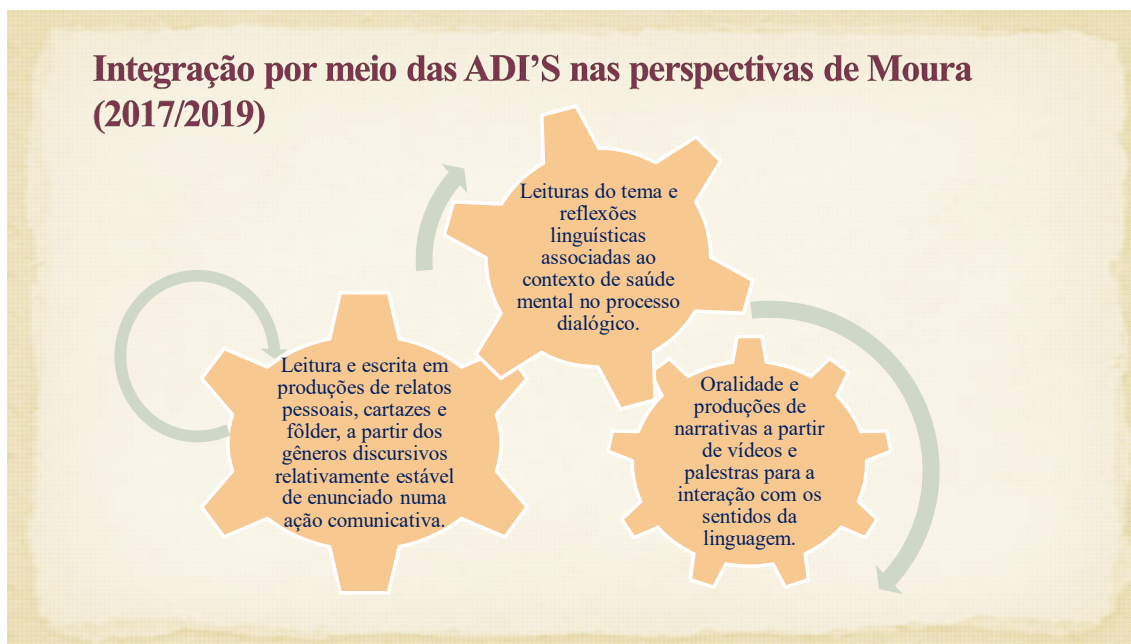 Integração por meio das ADI’S nas perspectivas de Moura
(2017/2019)
Leituras do tema e
reflexões
linguísticas
associadas ao
contexto de saúde
mental no processo
dialógico.
Leitura e escrita em
produções de relatos
pessoais, cartazes e
fôlder, a partir dos
gêneros discursivos
relativamente estável
de enunciado numa
ação comunicativa.
Oralidade e
produções de
narrativas a partir
de vídeos e
palestras para a
interação com os
sentidos da
linguagem.